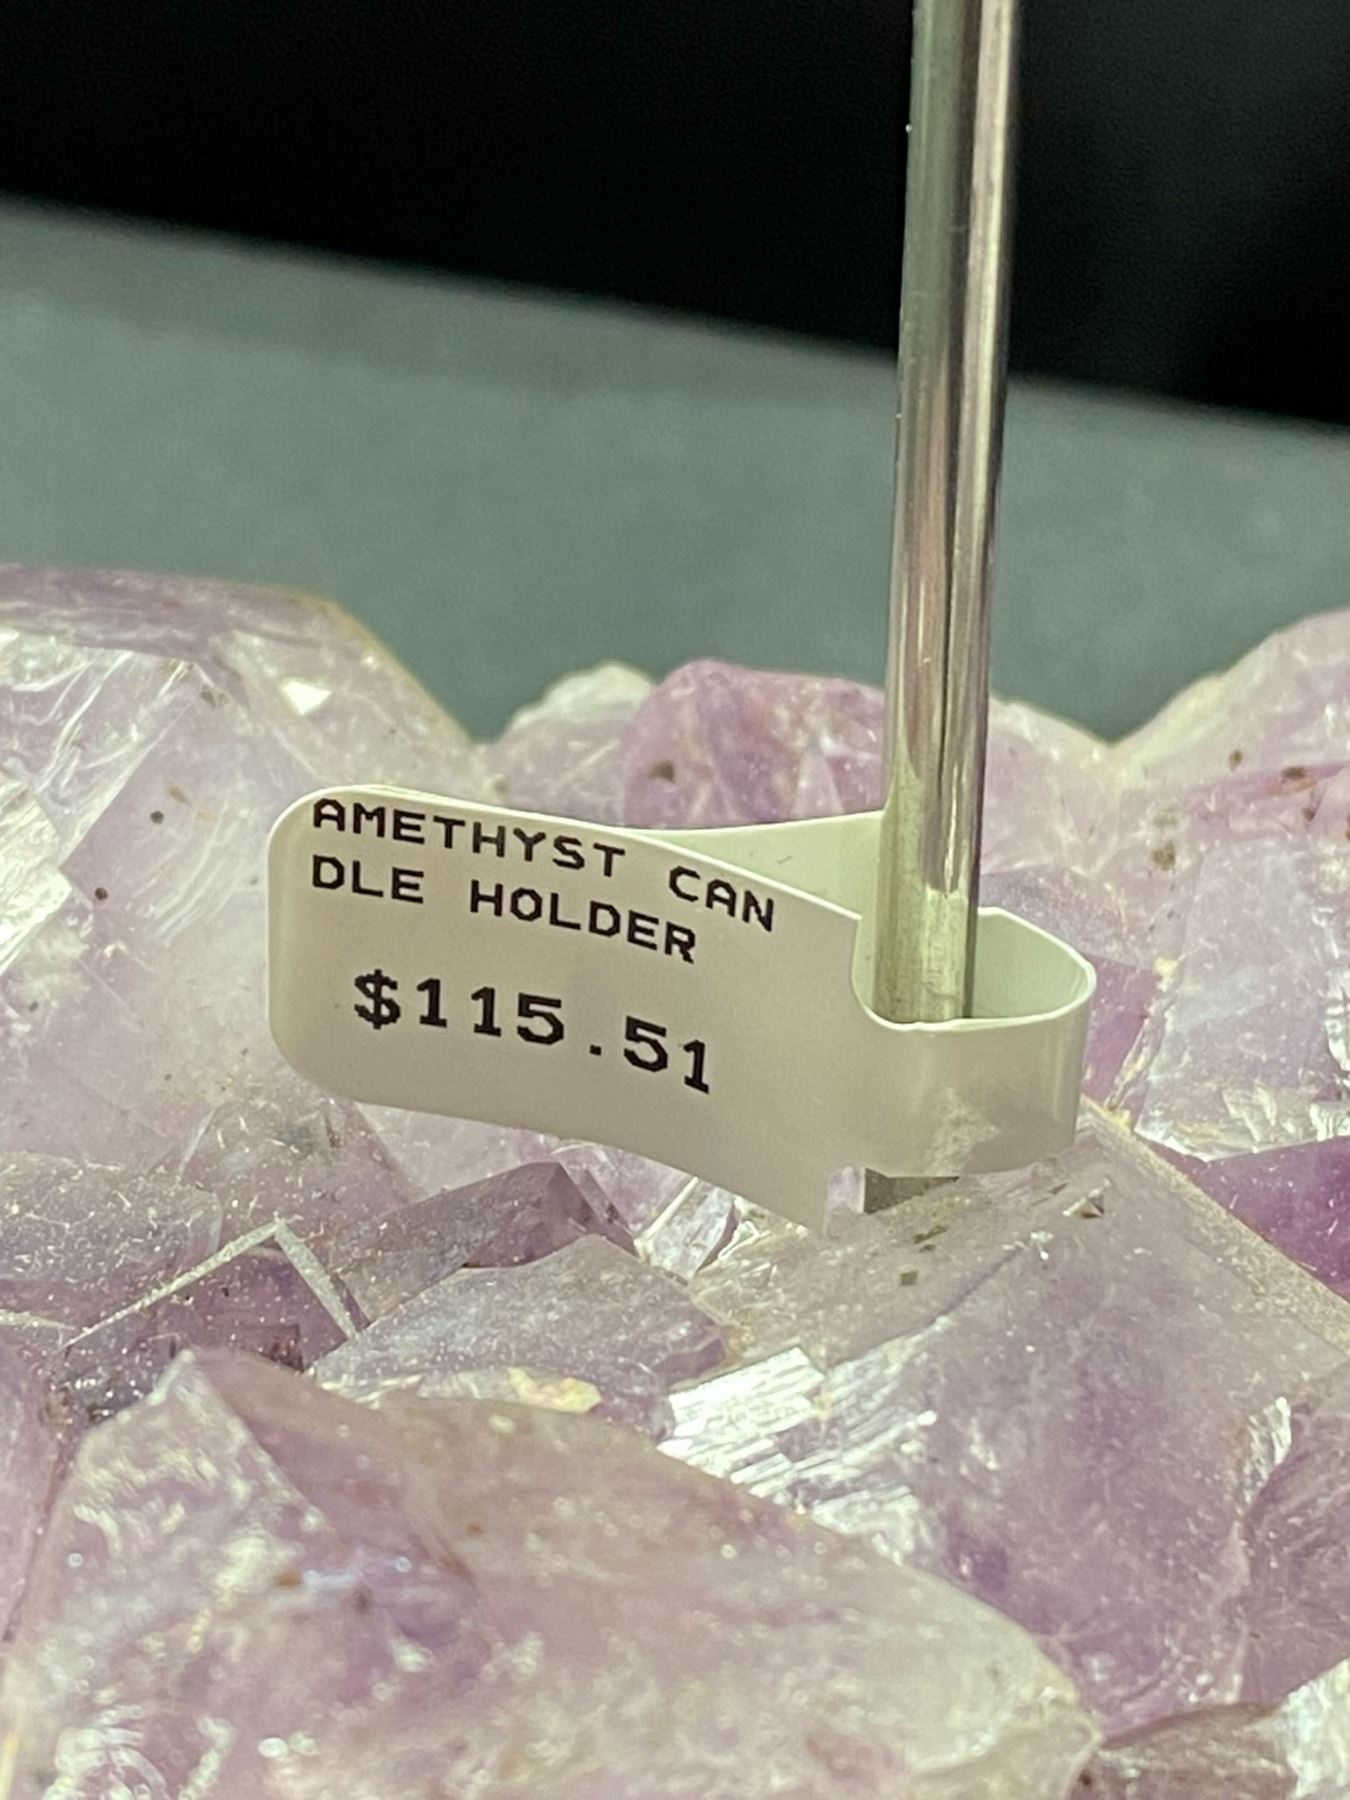 AMETHYST CAN
DLE HOLDER
$115.51